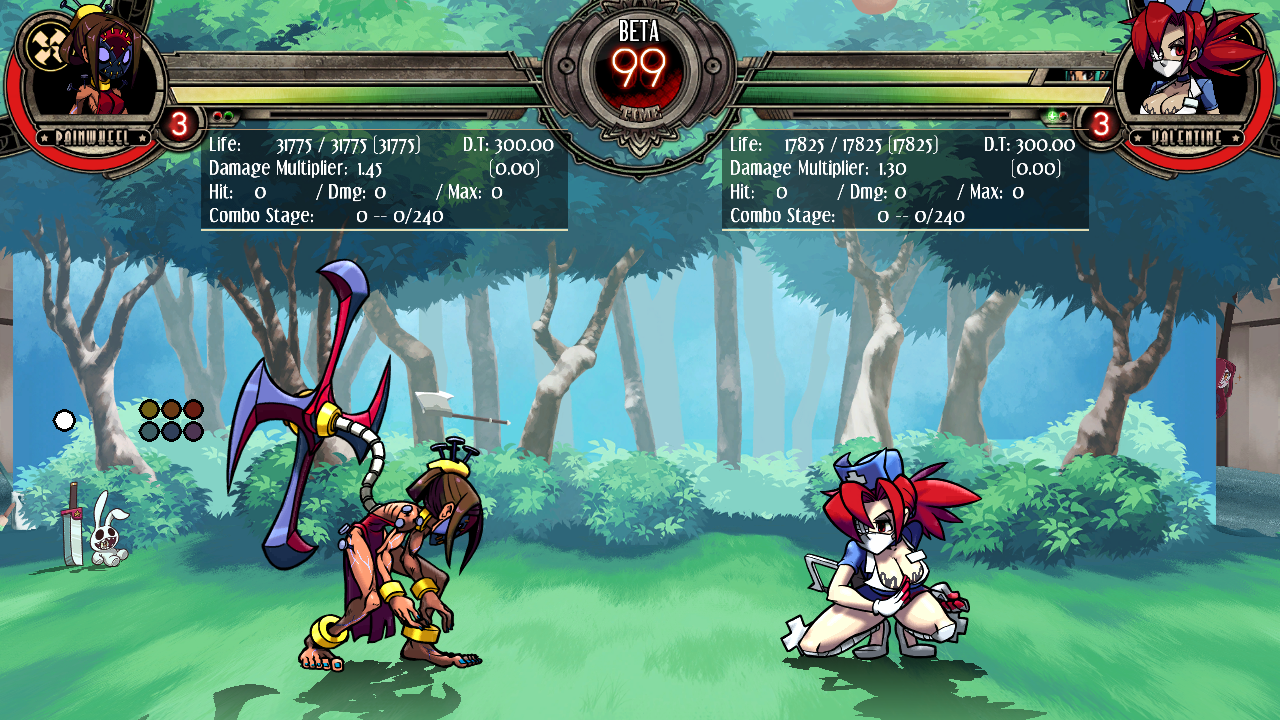 BETA
99
TIME
PAINWHEEL
3
3
VALENTINE
Life: 31775 / 31775 (31775) D.T: 300.00
Damage Multiplier: 1.45 (0.00)
Hit: 0 / Dmg: 0 / Max: 0
Combo Stage: 0 -- 0/240
Life: 17825 / 17825 (17825) D.T: 300.00
Damage Multiplier: 1.30 (0.00)
Hit: 0 / Dmg: 0 / Max: 0
Combo Stage: 0 -- 0/240